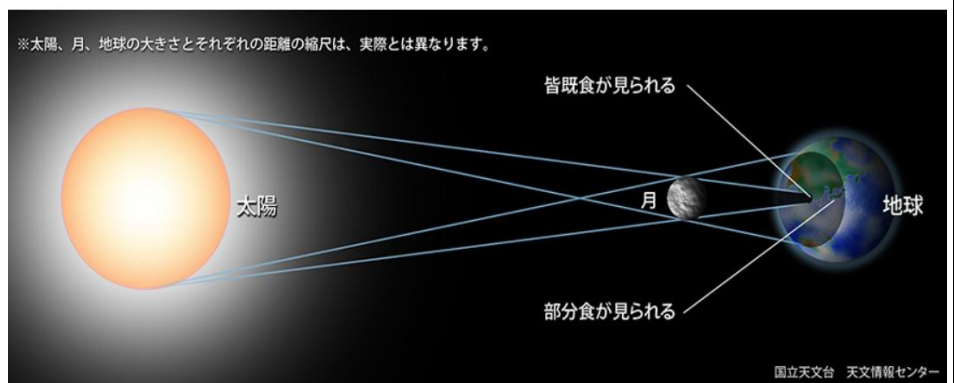 ※太陽、月、地球の大きさとそれぞれの距離の縮尺は、実際とは異なります。
皆既食が見られる
太陽
月
地球
部分食が見られる
国立天文台　天文情報センター